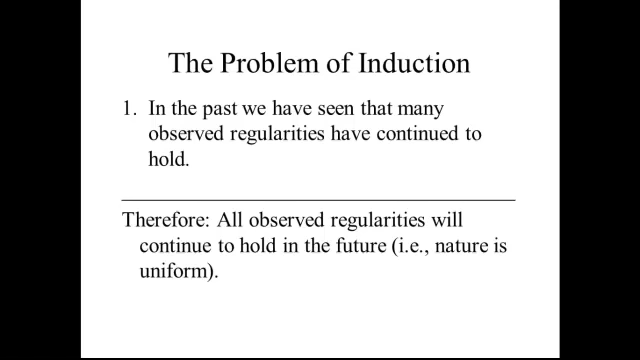 The Problem of Induction
1. In the past we have seen that many
observed regularities have continued to
hold.
Therefore: All observed regularities will
continue to hold in the future (i.e., nature is
uniform).